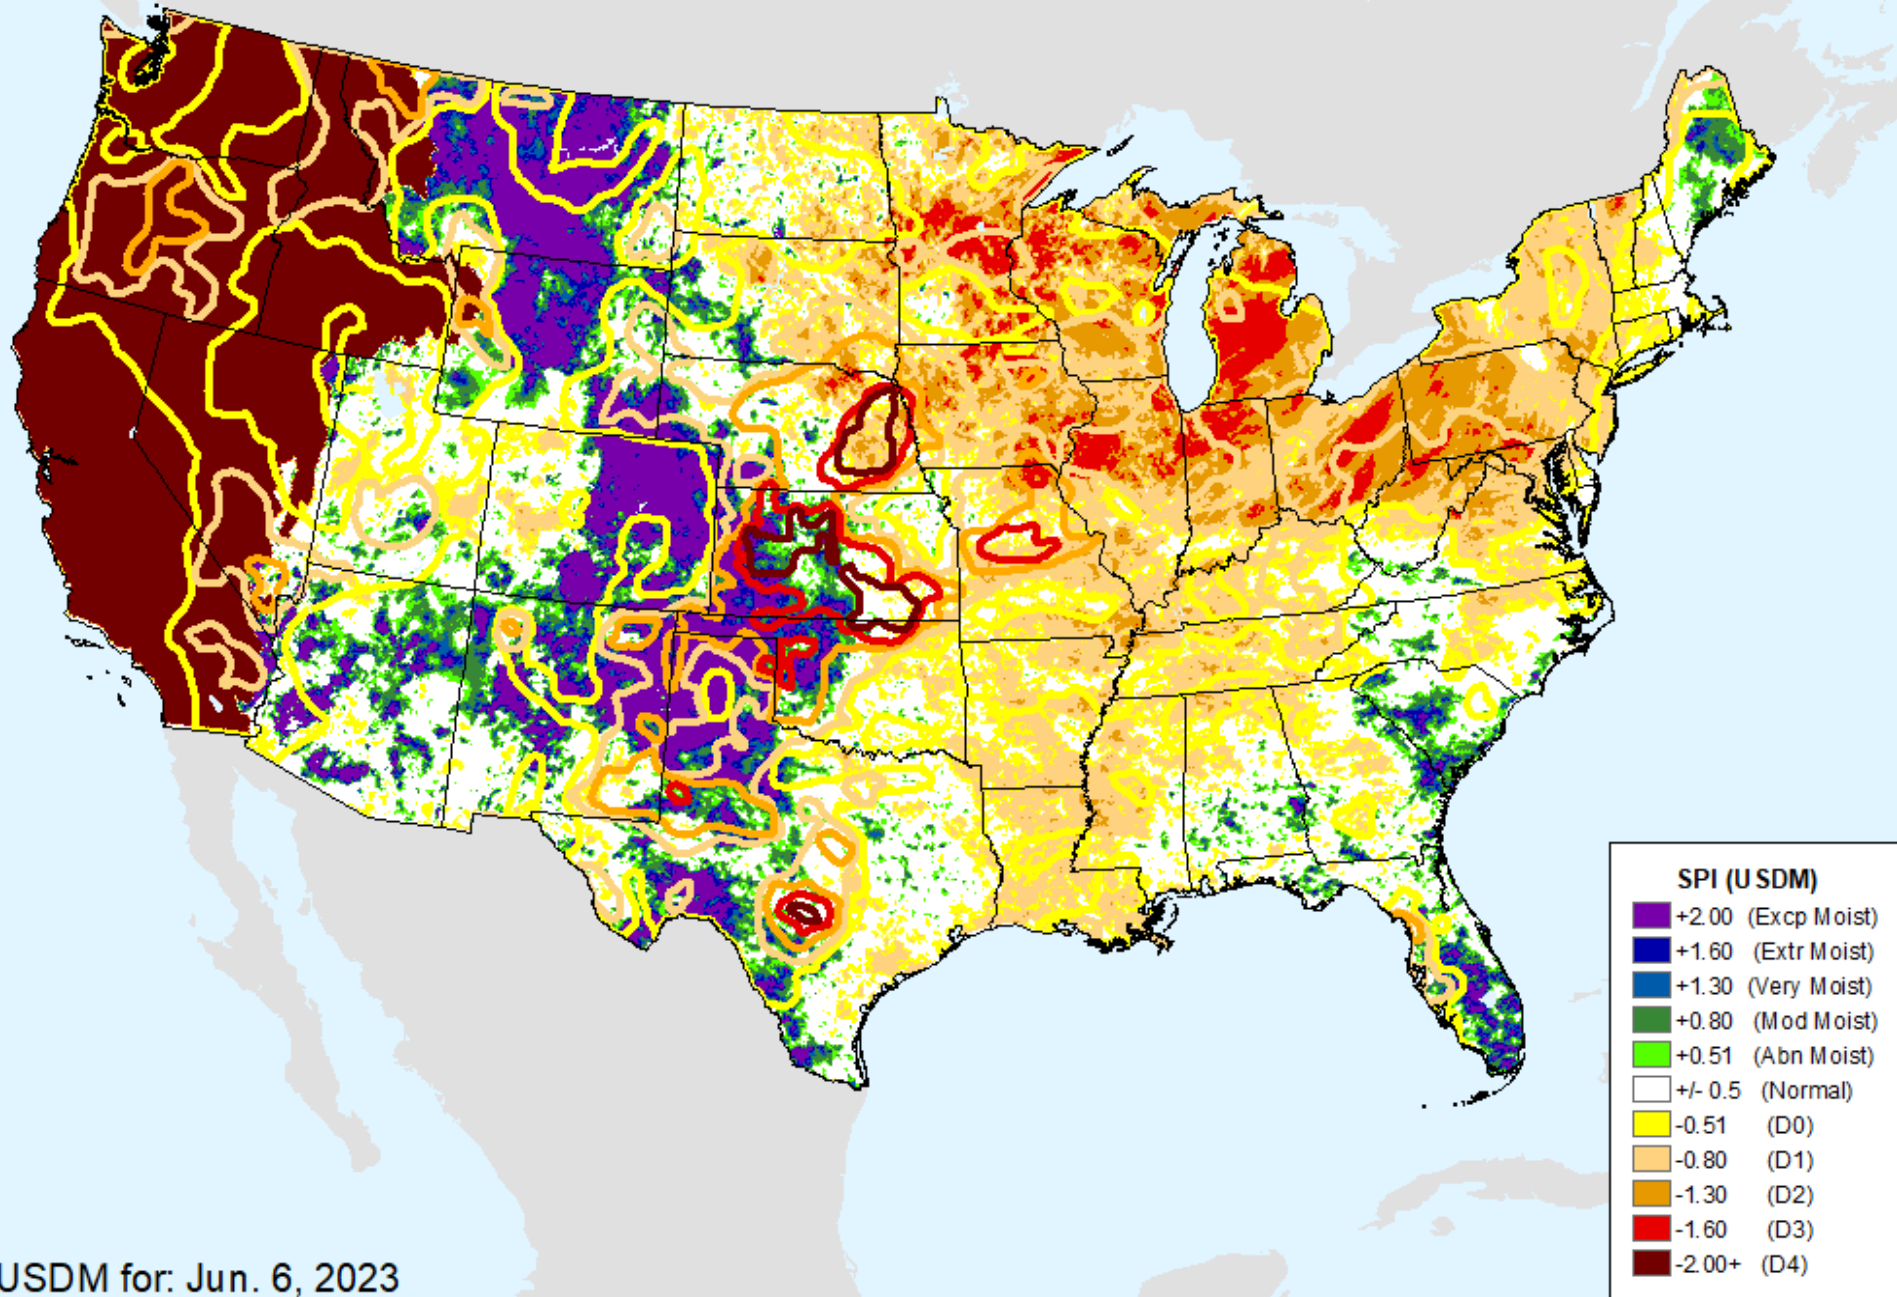 SPI (USDM)
+2.00 (Excp Moist)
+1.60 (Extr Moist)
+1.30 (Very Moist)
+0.80 (Mod Moist)
+0.51 (Abn Moist)
+/- 0.5 (Normal)
-0.51 (D0)
-0.80 (D1)
-1.30 (D2)
-1.60 (D3)
-2.00+ (D4)
USDM for: Jun. 6, 2023